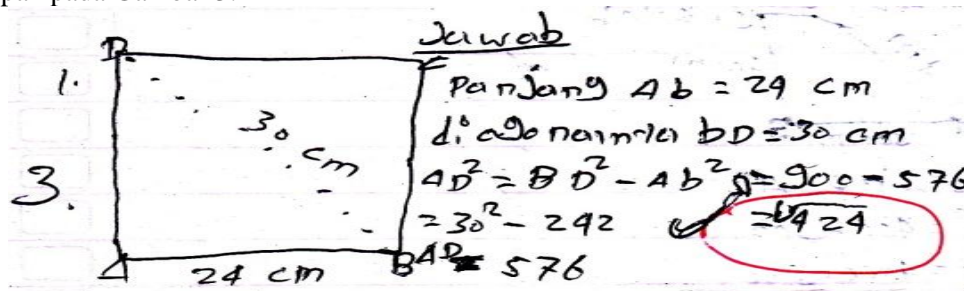 Jawab
D C
1.
Panjang Ab = 24 cm
30 cm
diagonalnya bD = 30 cm
3.
AD² = BD² - Ab² = 900 - 576
= 30² - 242 = √424
A 24 cm B
AD = 576